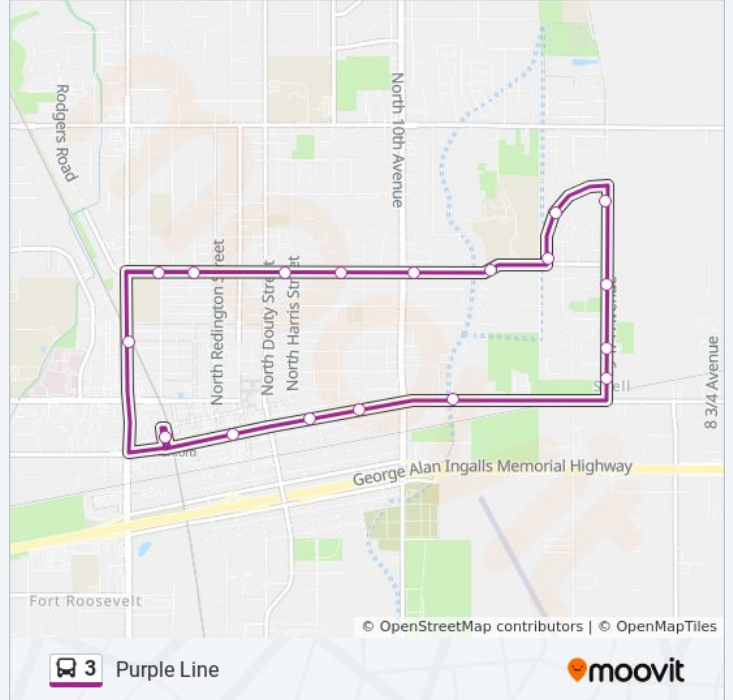 Rodgers Road
North 10th Avenue
North Redington Street
North Douty Street
North Harris Street
8 3/4 Avenue
George Alan Ingalls Memorial Highway
Fort Roosevelt
© OpenStreetMap contributors | © OpenMapTiles
3 Purple Line
moovit